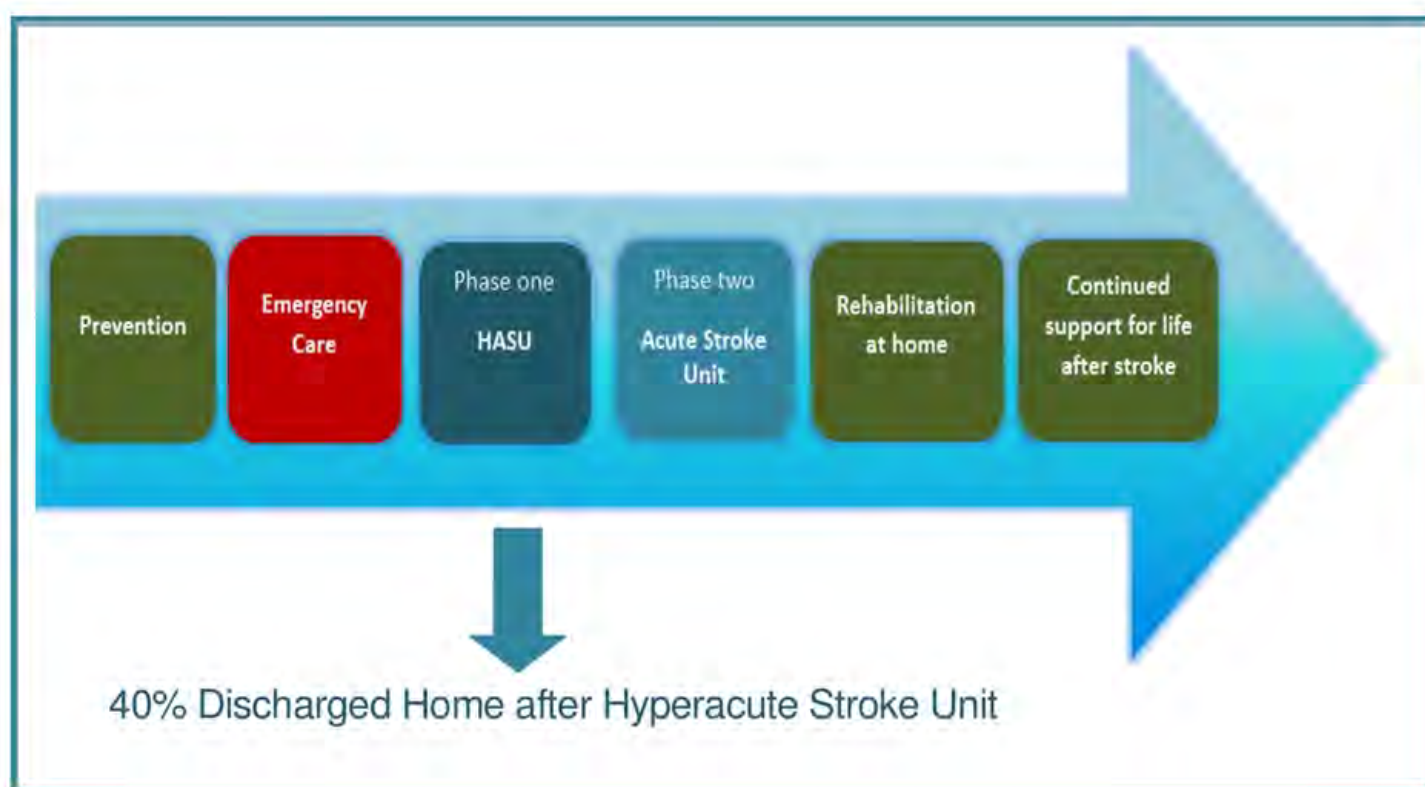 Prevention
Emergency
Care
Phase one
HASU
Phase two
Acute Stroke
Unit
Rehabilitation
at home
Continued
support for life
after stroke
40% Discharged Home after Hyperacute Stroke Unit